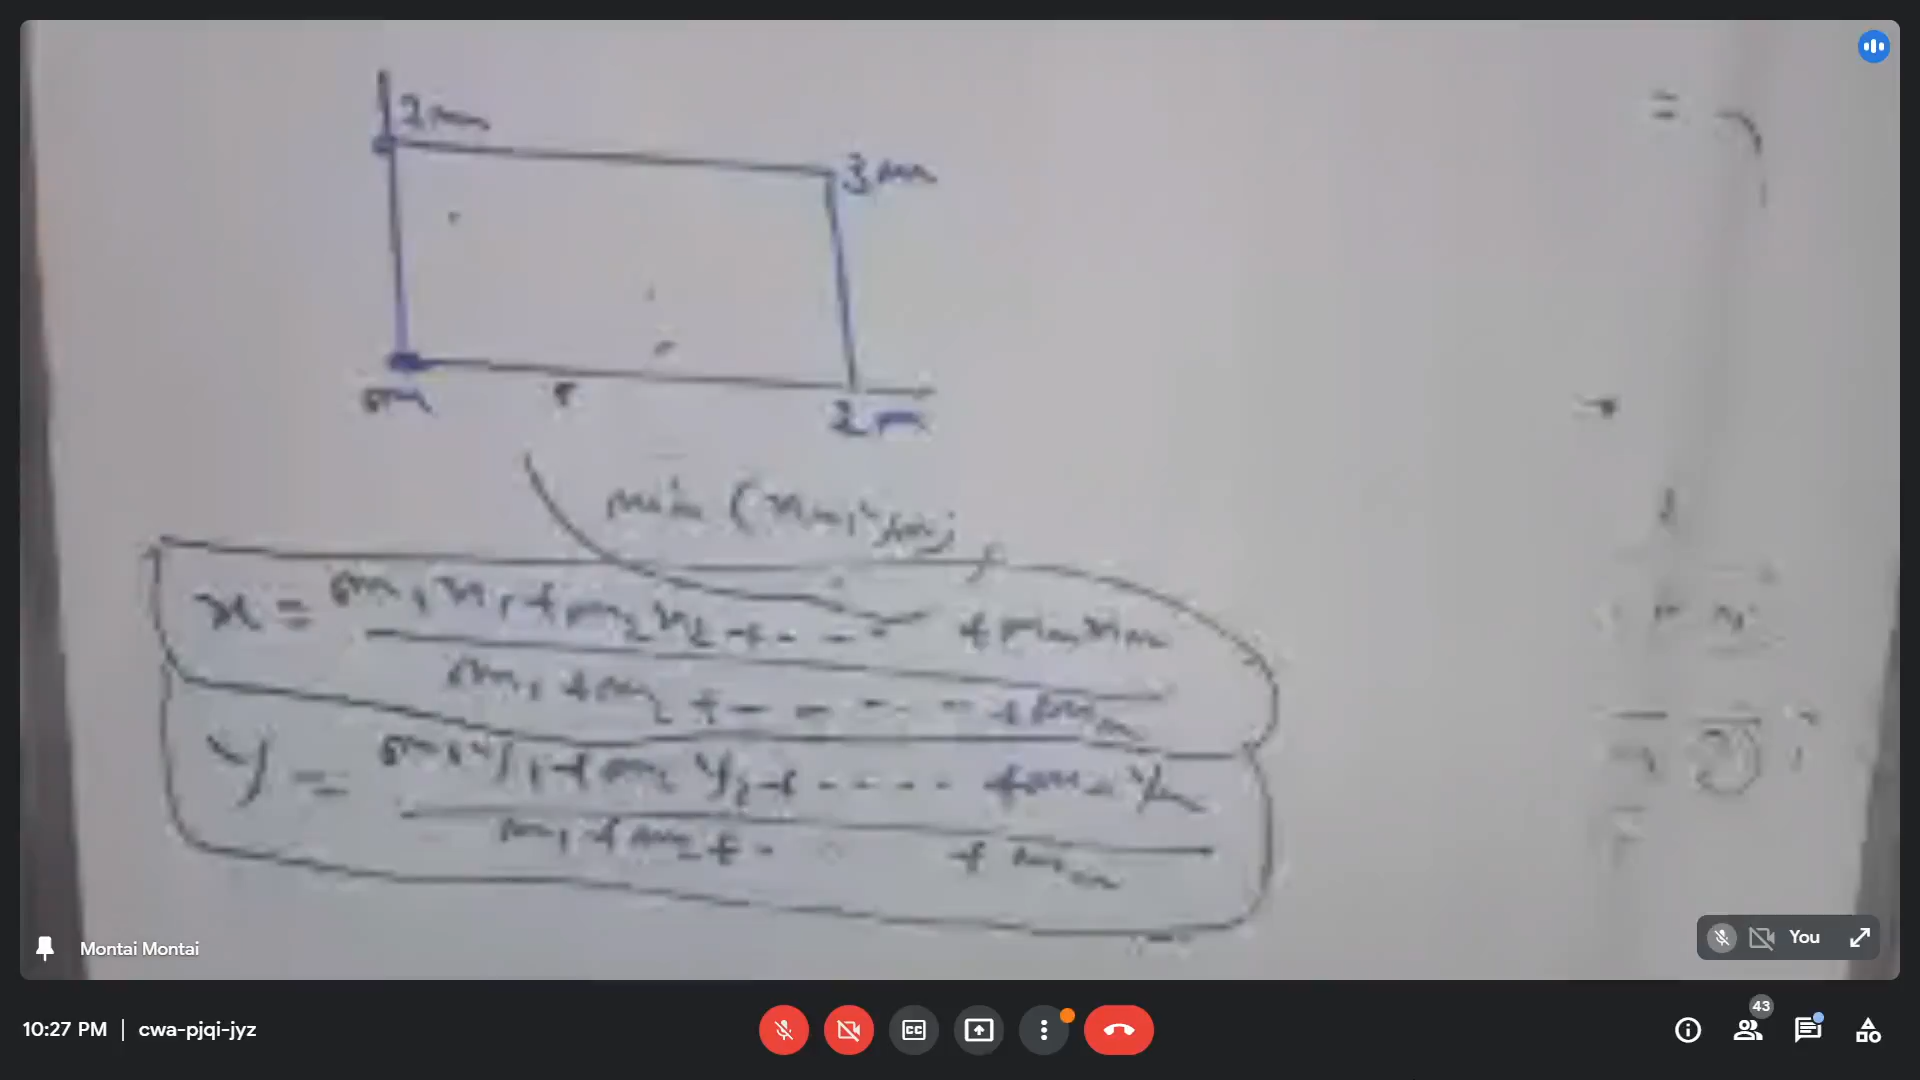 2m
3m
m
2m
x = m₁x₁ + m₂x₂ + - - - + mₙxₙ
m₁ + m₂ + - - - - + mₙ
y = m₁y₁ + m₂y₂ + - - - - + mₙyₙ
m₁ + m₂ + - + mₙ
Montai Montai
You
10:27 PM | cwa-pjqi-jyz
CC
43